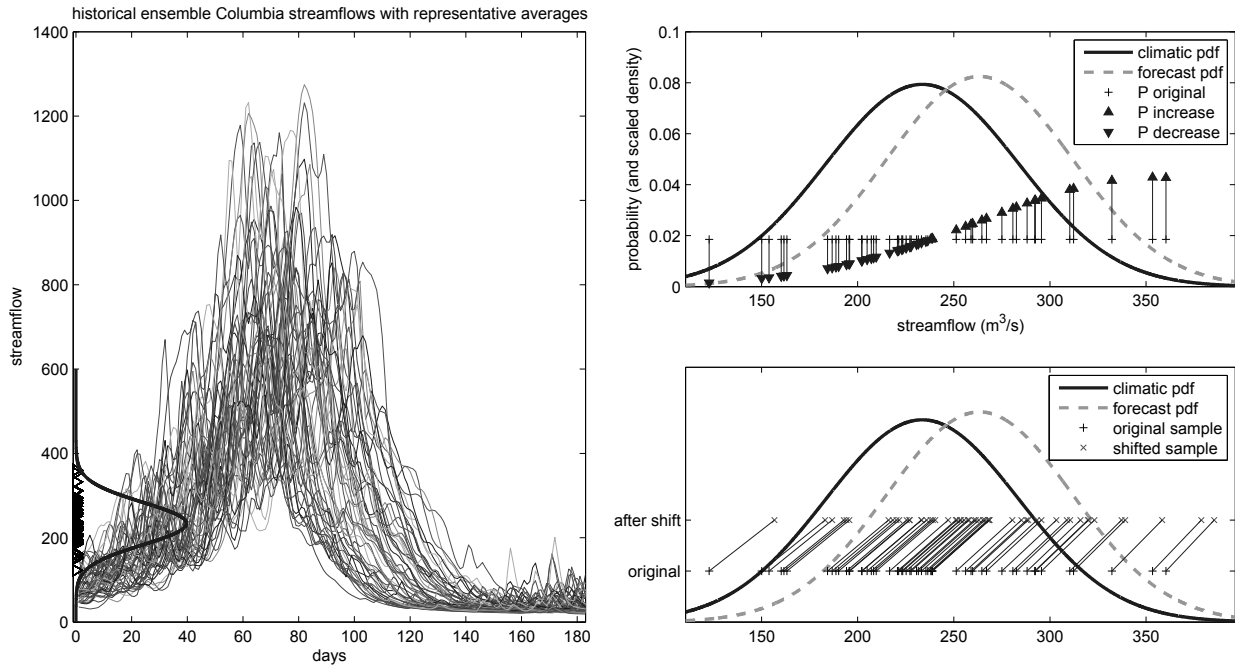 historical ensemble Columbia streamflows with representative averages
1400
1200
1000
800
600
400
200
0
streamflow
0 20 40 60 80 100 120 140 160 180
days
0.1
0.08
0.06
0.04
0.02
0
probability (and scaled density)
climatic pdf
forecast pdf
P original
P increase
P decrease
150 200 250 300 350
streamflow (m³/s)
climatic pdf
forecast pdf
original sample
shifted sample
after shift
original
150 200 250 300 350